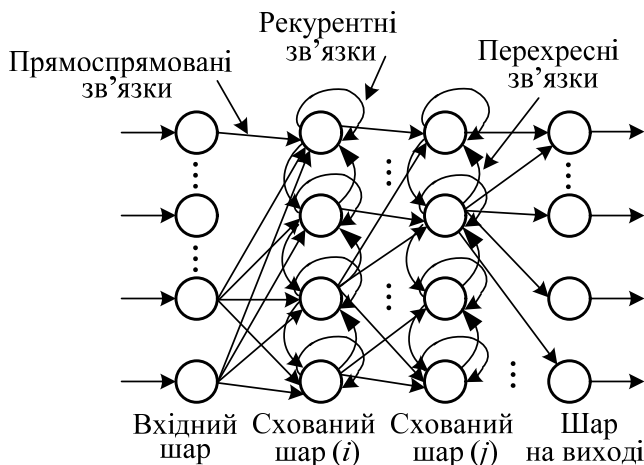 Рекурентні
зв’язки
Прямоспрямовані
зв’язки
Перехресні
зв’язки
Вхідний
шар
Схований
шар (i)
Схований
шар (j)
Шар
на виході